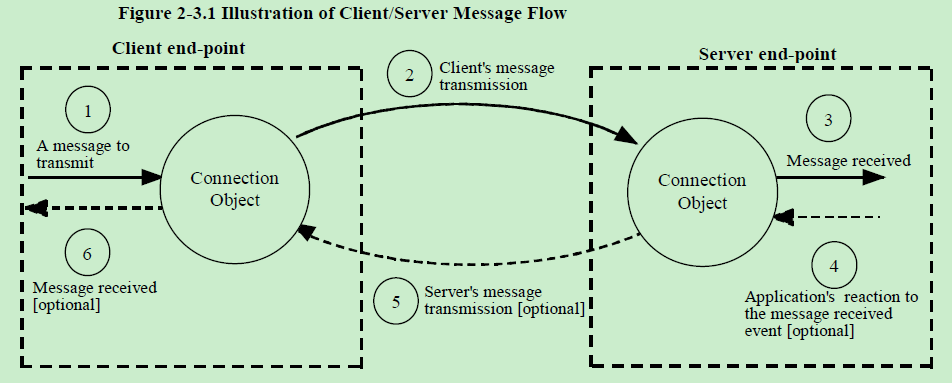 Figure 2-3.1 Illustration of Client/Server Message Flow
Client end-point
Server end-point
1
A message to
transmit
Connection
Object
2
Client's message
transmission
Connection
Object
3
Message received
4
Application's reaction to
the message received
event [optional]
5
Server's message
transmission [optional]
6
Message received
[optional]